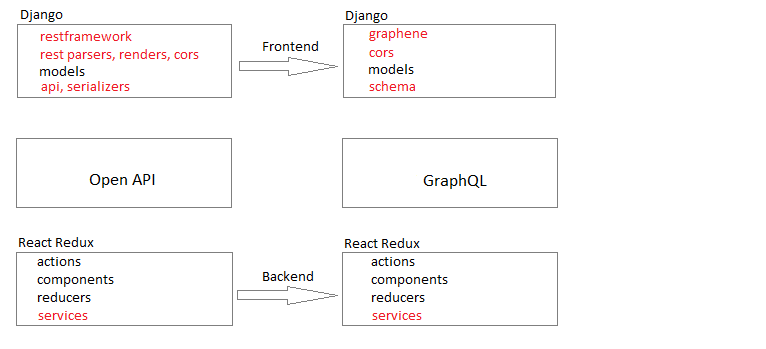 Django
restframework
rest parsers, renders, cors
models
api, serializers
Frontend
Django
graphene
cors
models
schema
Open API
GraphQL
React Redux
actions
components
reducers
services
Backend
React Redux
actions
components
reducers
services